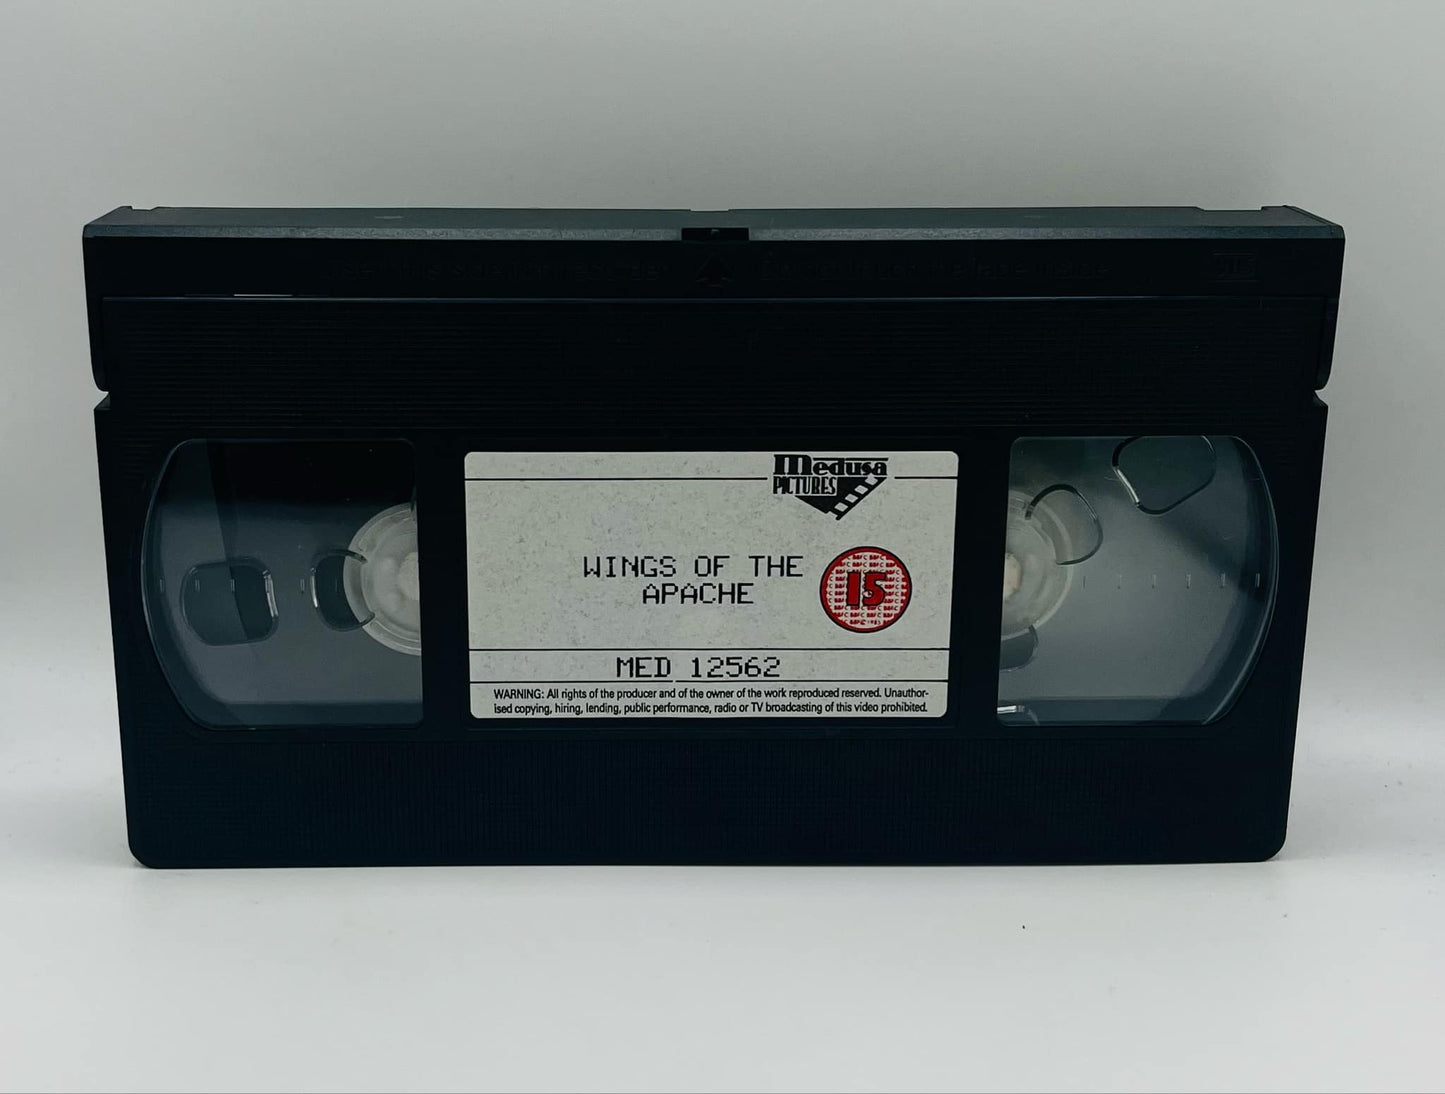 Medusa
PICTURES
WINGS OF THE
APACHE
15
MED 12562
WARNING: All rights of the producer and of the owner of the work reproduced reserved. Unauthor-
ised copying, hiring, lending, public performance, radio or TV broadcasting of this video prohibited.